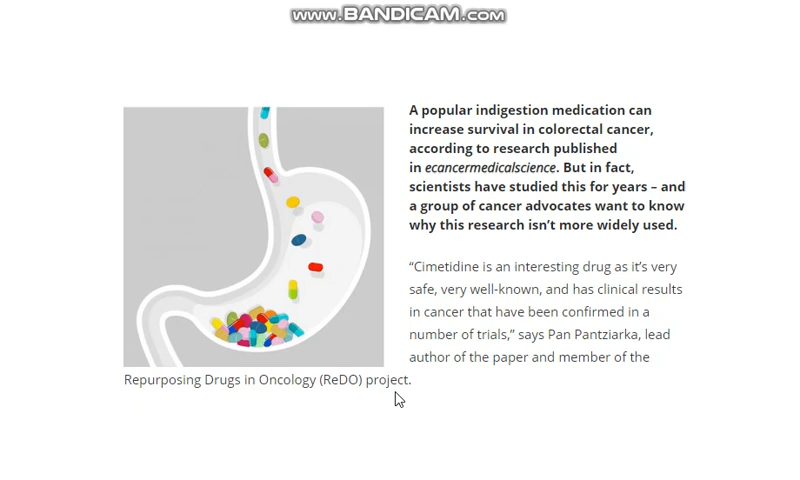 www.BANDICAM.com
A popular indigestion medication can
increase survival in colorectal cancer,
according to research published
in ecancermedicalscience. But in fact,
scientists have studied this for years – and
a group of cancer advocates want to know
why this research isn’t more widely used.
“Cimetidine is an interesting drug as it’s very
safe, very well-known, and has clinical results
in cancer that have been confirmed in a
number of trials,” says Pan Pantziarka, lead
author of the paper and member of the
Repurposing Drugs in Oncology (ReDO) project.